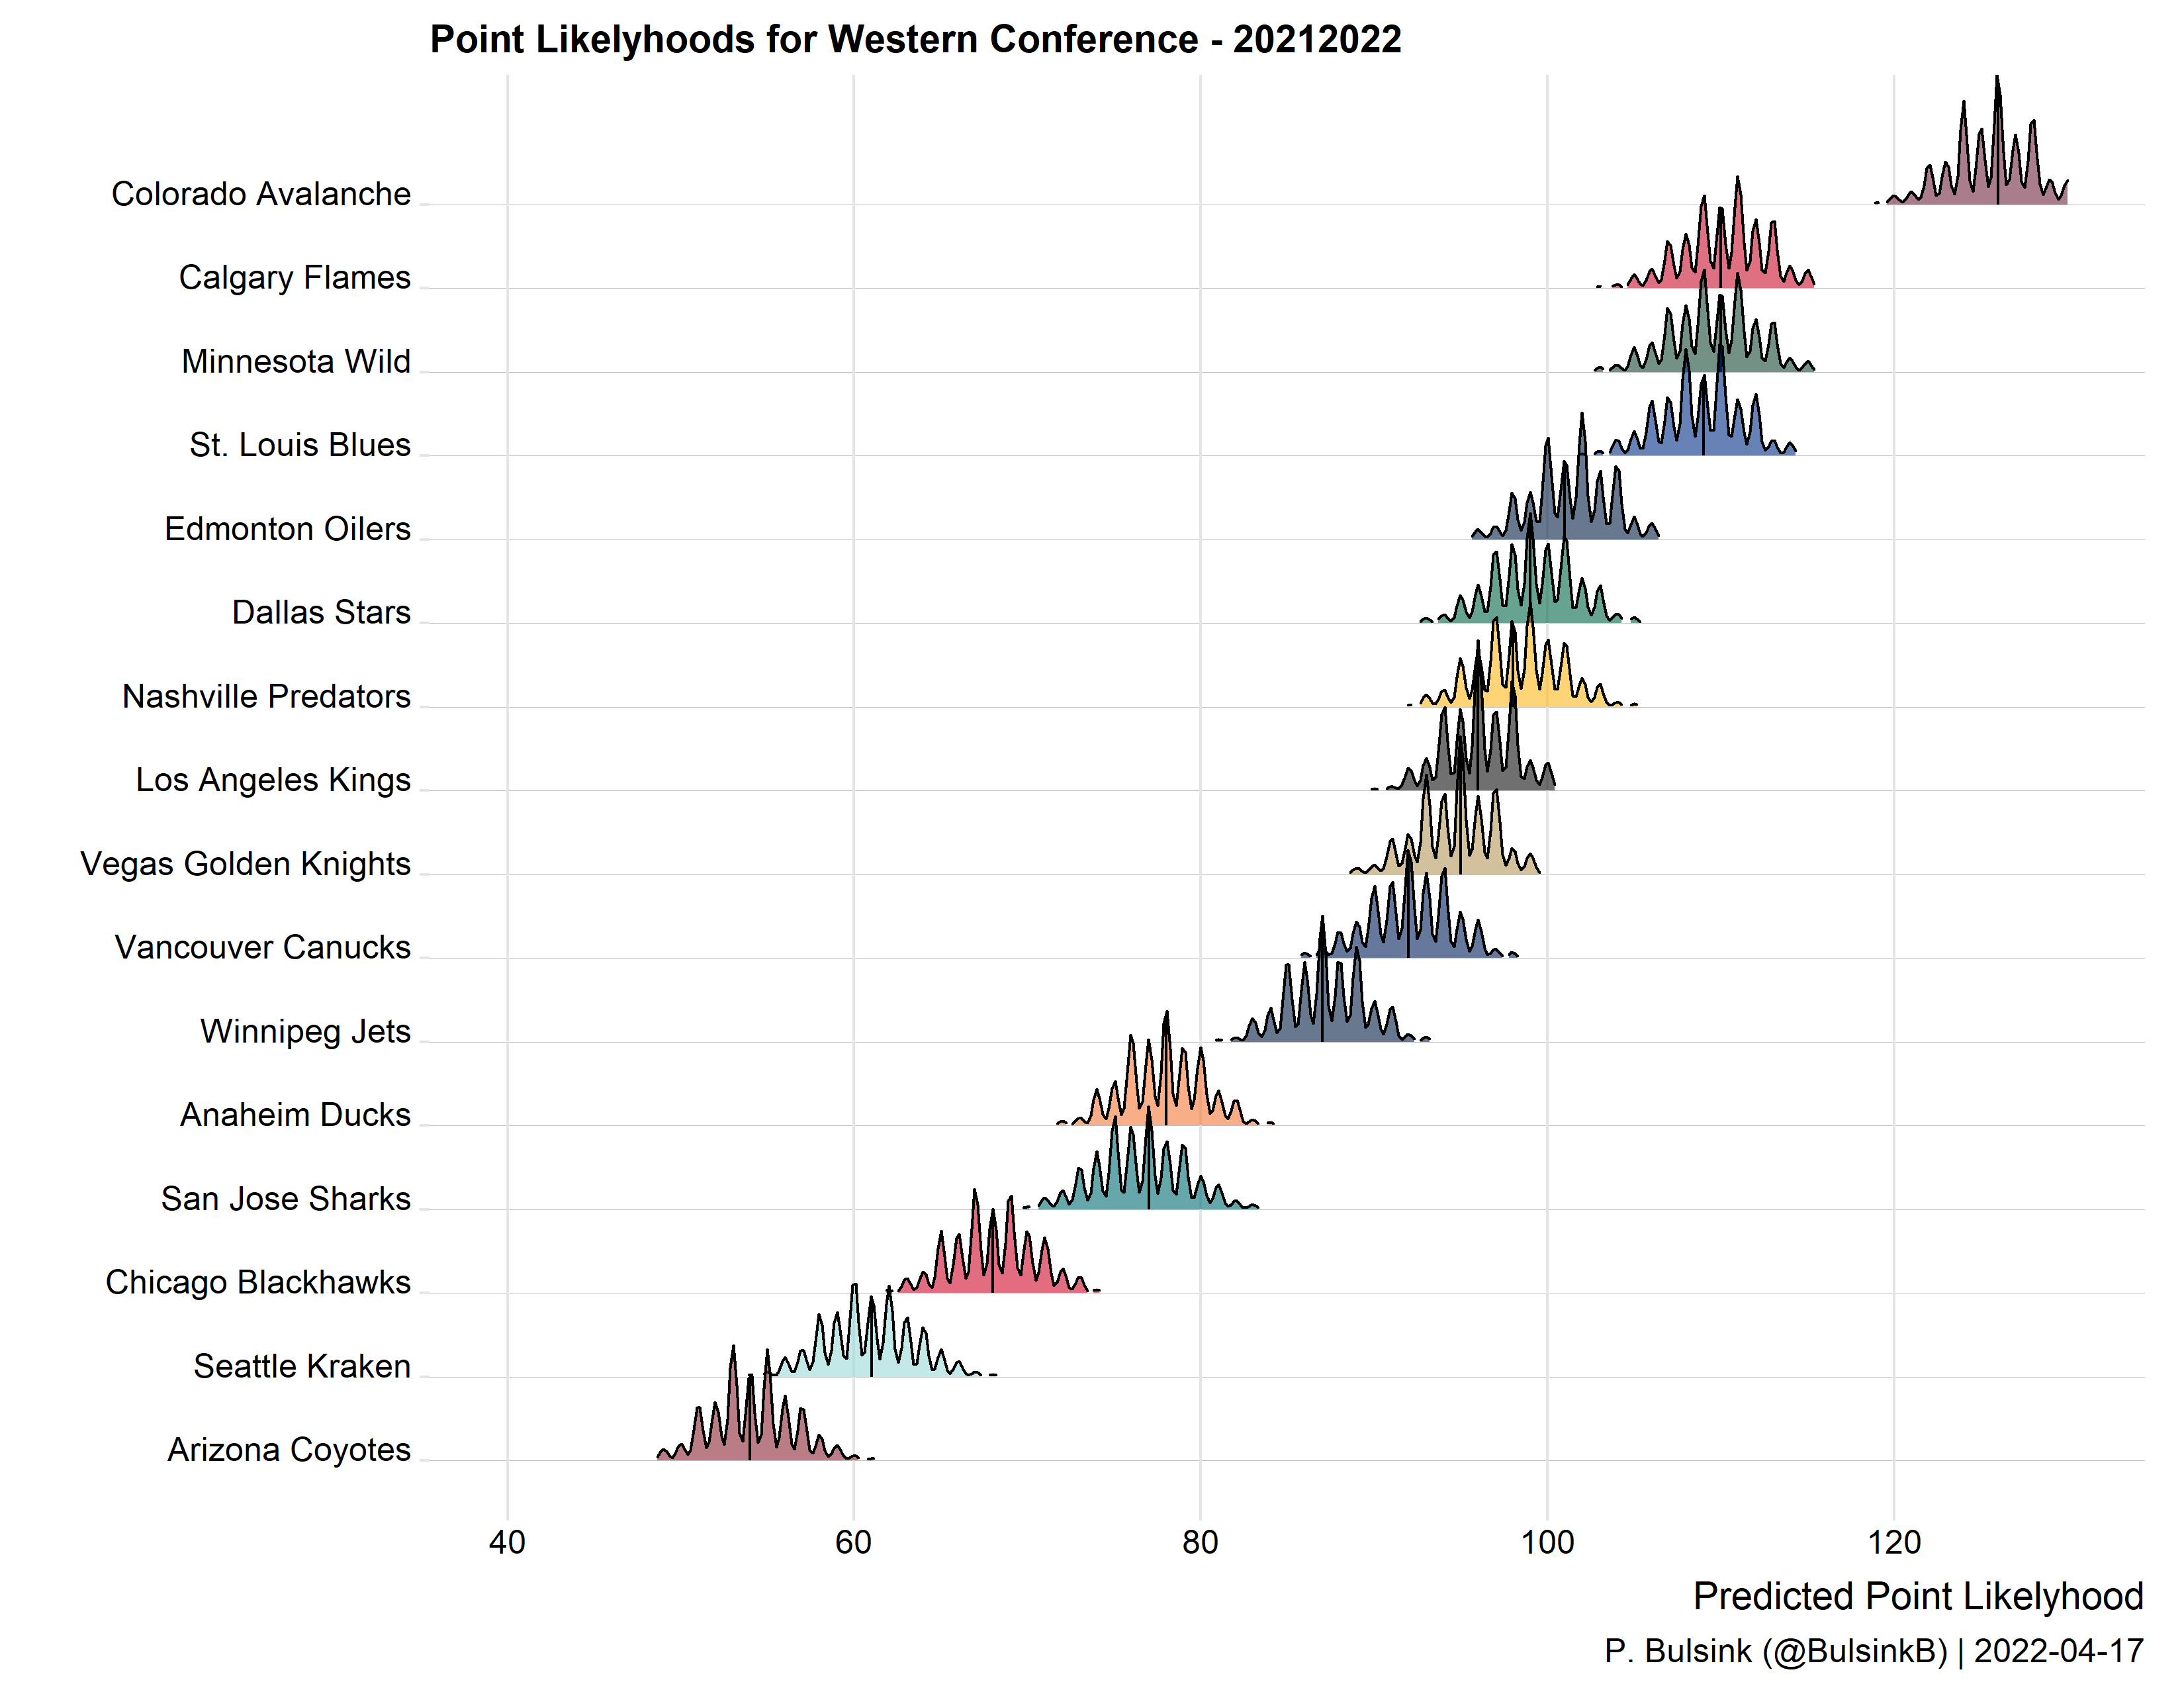 Point Likelyhoods for Western Conference - 20212022
Colorado Avalanche
Calgary Flames
Minnesota Wild
St. Louis Blues
Edmonton Oilers
Dallas Stars
Nashville Predators
Los Angeles Kings
Vegas Golden Knights
Vancouver Canucks
Winnipeg Jets
Anaheim Ducks
San Jose Sharks
Chicago Blackhawks
Seattle Kraken
Arizona Coyotes
40 60 80 100 120
Predicted Point Likelyhood
P. Bulsink (@BulsinkB) | 2022-04-17